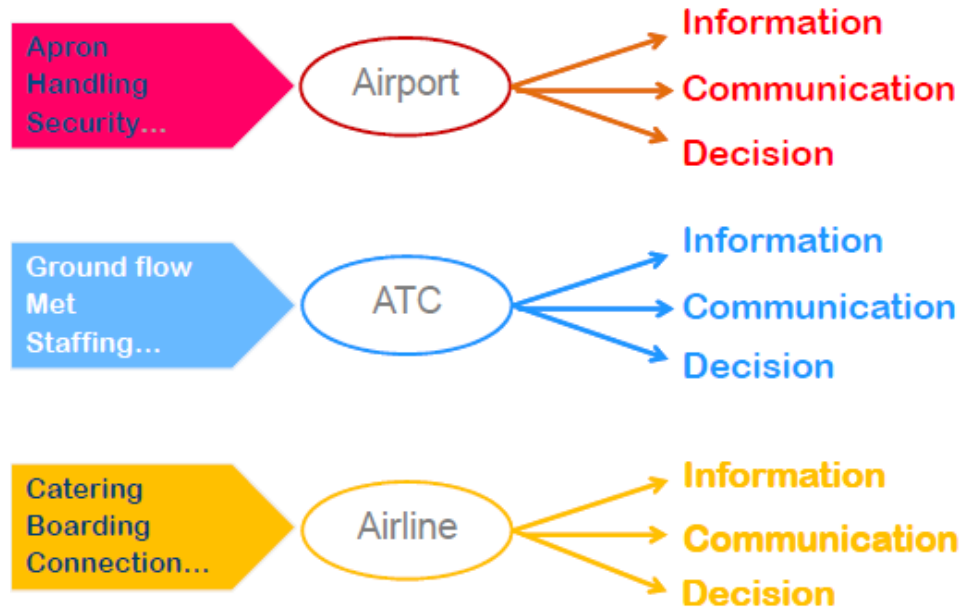 Apron
Handling
Security...
Airport
Information
Communication
Decision
Ground flow
Met
Staffing...
ATC
Information
Communication
Decision
Catering
Boarding
Connection...
Airline
Information
Communication
Decision